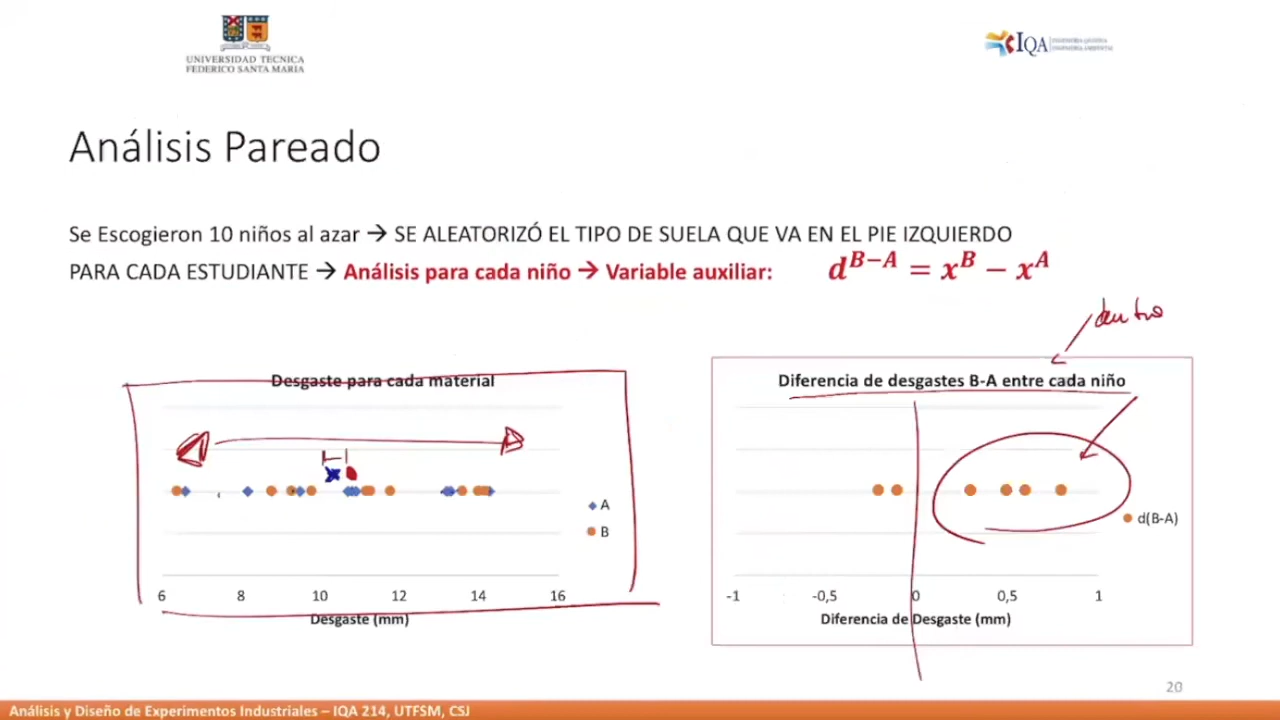 UNIVERSIDAD TECNICA
FEDERICO SANTA MARIA
IQA
Análisis Pareado
Se Escogieron 10 niños al azar → SE ALEATORIZÓ EL TIPO DE SUELA QUE VA EN EL PIE IZQUIERDO
PARA CADA ESTUDIANTE → Análisis para cada niño → Variable auxiliar: d^{B−A} = x^B − x^A
dentro
Desgaste para cada material
A
B
6 8 10 12 14 16
Desgaste (mm)
Diferencia de desgastes B-A entre cada niño
d(B-A)
-1 -0,5 0 0,5 1
Diferencia de Desgaste (mm)
20
Análisis y Diseño de Experimentos Industriales – IQA 214, UTFSM, CSJ